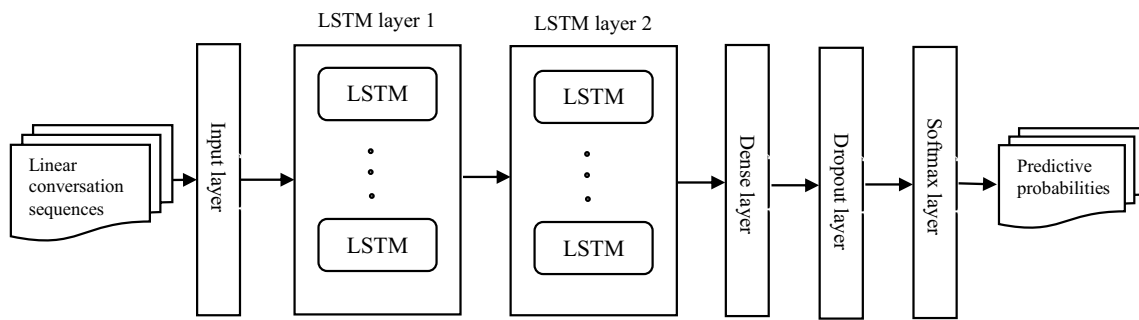 LSTM layer 1
LSTM layer 2
Linear
conversation
sequences
Input layer
LSTM
LSTM
LSTM
LSTM
Dense layer
Dropout layer
Softmax layer
Predictive
probabilities